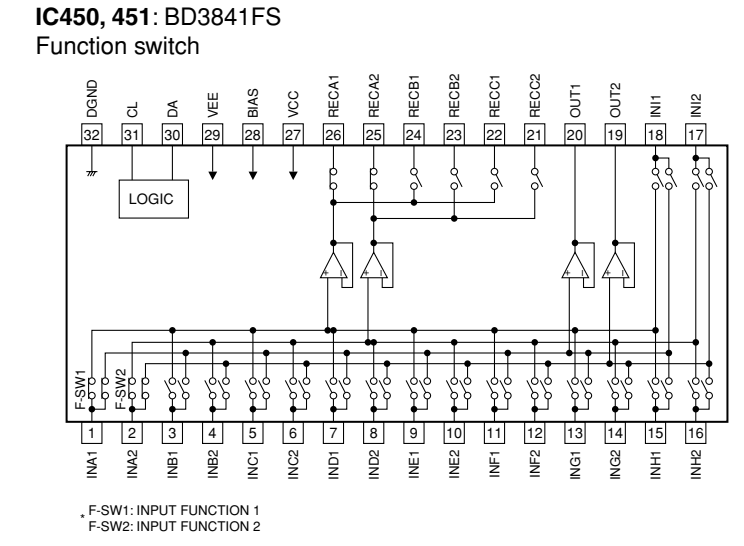 IC450, 451: BD3841FS
Function switch
DGND CL DA VEE BIAS VCC RECA1 RECA2 RECB1 RECB2 RECC1 RECC2 OUT1 OUT2 INI1 INI2
32 31 30 29 28 27 26 25 24 23 22 21 20 19 18 17
LOGIC
+ − + − + − + −
F-SW1 F-SW2
1 2 3 4 5 6 7 8 9 10 11 12 13 14 15 16
INA1 INA2 INB1 INB2 INC1 INC2 IND1 IND2 INE1 INE2 INF1 INF2 ING1 ING2 INH1 INH2
* F-SW1: INPUT FUNCTION 1
F-SW2: INPUT FUNCTION 2